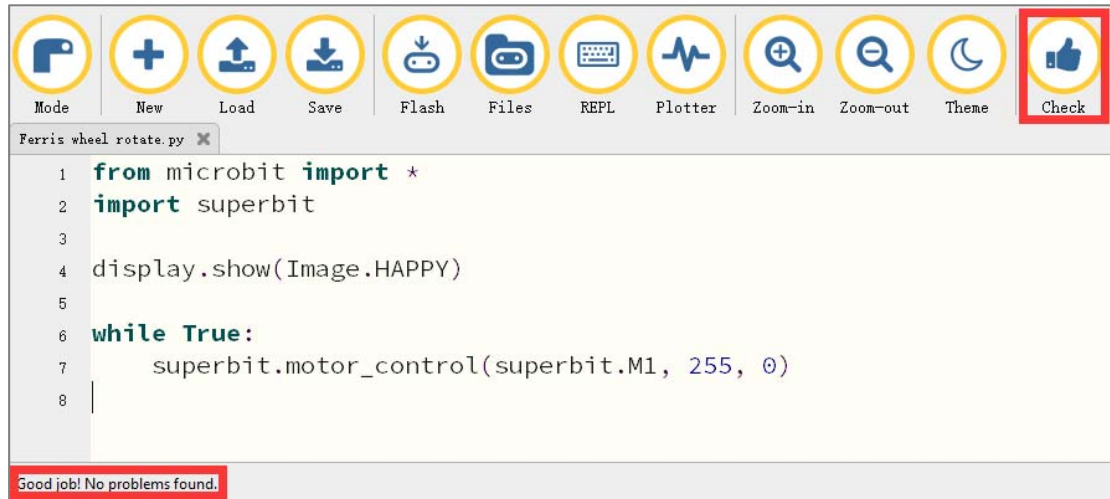 Mode New Load Save Flash Files REPL Plotter Zoom-in Zoom-out Theme Check
Ferris wheel rotate.py
1 from microbit import *
2 import superbit
3
4 display.show(Image.HAPPY)
5
6 while True:
7     superbit.motor_control(superbit.M1, 255, 0)
8
Good job! No problems found.